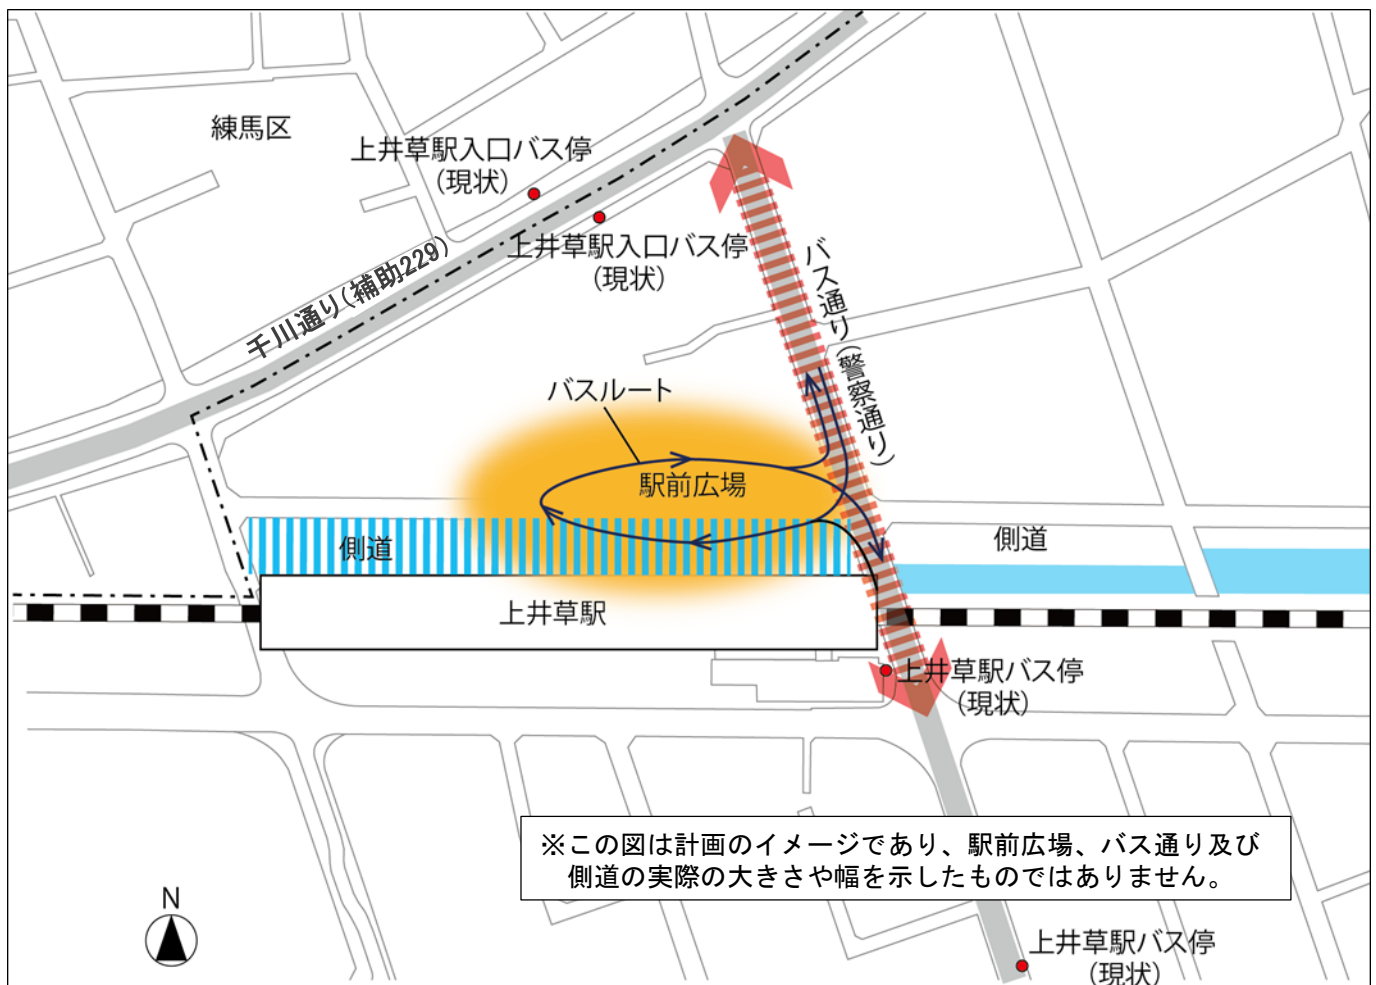 練馬区
上井草駅入口バス停
(現状)
上井草駅入口バス停
(現状)
千川通り(補助229)
バス通り(警察通り)
バスルート
駅前広場
側道
側道
上井草駅
上井草駅バス停
(現状)
※この図は計画のイメージであり、駅前広場、バス通り及び
側道の実際の大きさや幅を示したものではありません。
N
上井草駅バス停
(現状)